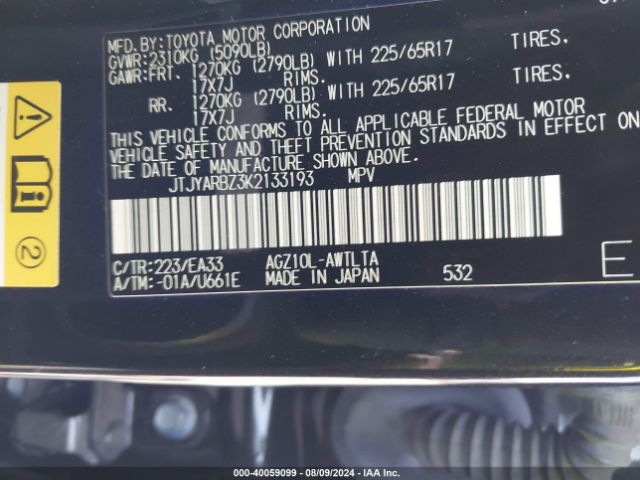 MFD.BY:TOYOTA MOTOR CORPORATION
GVWR:2310KG (5090LB)
GAWR:FRT. 1270KG (2790LB) WITH 225/65R17 TIRES.
17X7J RIMS.
RR. 1270KG (2790LB) WITH 225/65R17 TIRES.
17X7J RIMS.
THIS VEHICLE CONFORMS TO ALL APPLICABLE FEDERAL MOTOR
VEHICLE SAFETY AND THEFT PREVENTION STANDARDS IN EFFECT ON
THE DATE OF MANUFACTURE SHOWN ABOVE.
JTJYARBZ3K2133193 MPV
C/TR:223/EA33 AGZ10L-AWTLTA
A/TM:-01A/U661E MADE IN JAPAN 532 E
2
000-40059099 - 08/09/2024 - IAA Inc.